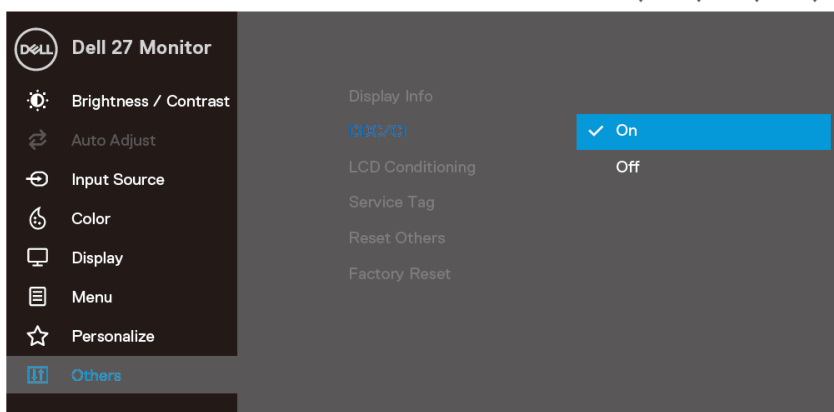 DELL
Dell 27 Monitor
Brightness / Contrast
Auto Adjust
Input Source
Color
Display
Menu
Personalize
Others
Display Info
DDC/CI
LCD Conditioning
Service Tag
Reset Others
Factory Reset
On
Off